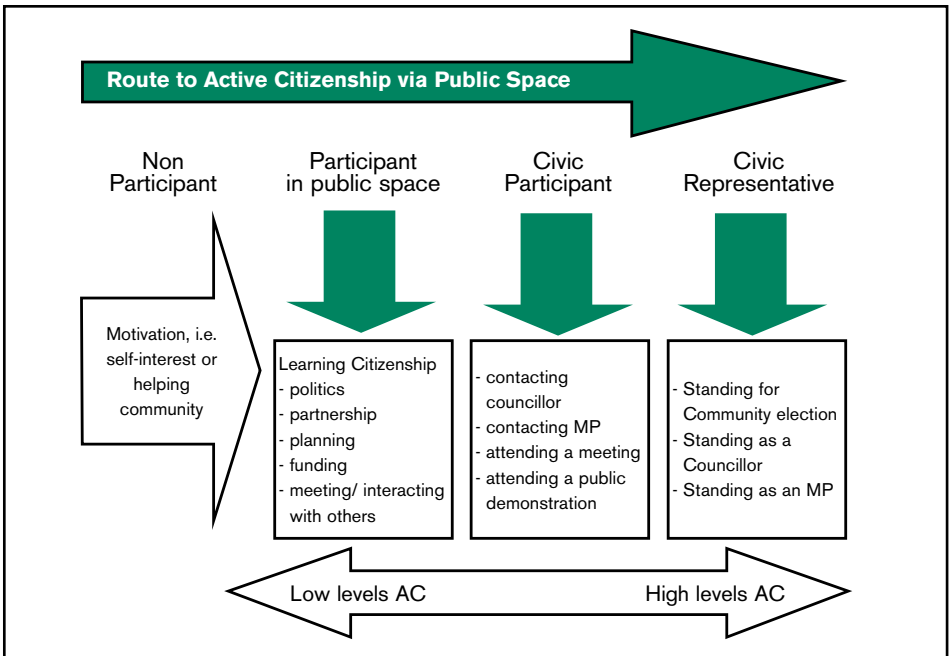 Route to Active Citizenship via Public Space
Non
Participant
Participant
in public space
Civic
Participant
Civic
Representative
Motivation, i.e.
self-interest or
helping
community
Learning Citizenship
- politics
- partnership
- planning
- funding
- meeting/ interacting
with others
- contacting
councillor
- contacting MP
- attending a meeting
- attending a public
demonstration
- Standing for
Community election
- Standing as a
Councillor
- Standing as an MP
Low levels AC
High levels AC